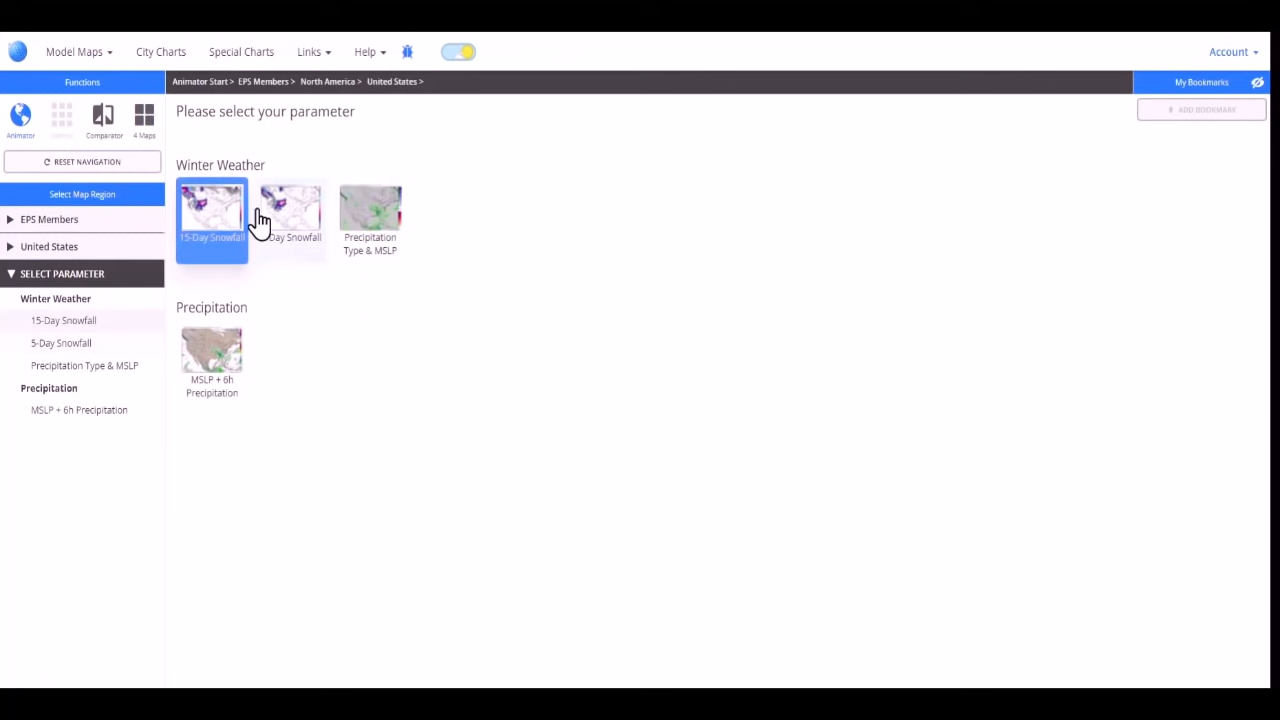 Model Maps
City Charts
Special Charts
Links
Help
Account
Functions
Animator Start > EPS Members > North America > United States >
My Bookmarks
Animator
Comparator
4 Maps
Please select your parameter
ADD BOOKMARK
RESET NAVIGATION
Select Map Region
EPS Members
United States
SELECT PARAMETER
Winter Weather
15-Day Snowfall
5-Day Snowfall
Precipitation Type & MSLP
Precipitation
MSLP + 6h Precipitation
Winter Weather
15-Day Snowfall
Day Snowfall
Precipitation
Type & MSLP
Precipitation
MSLP + 6h
Precipitation